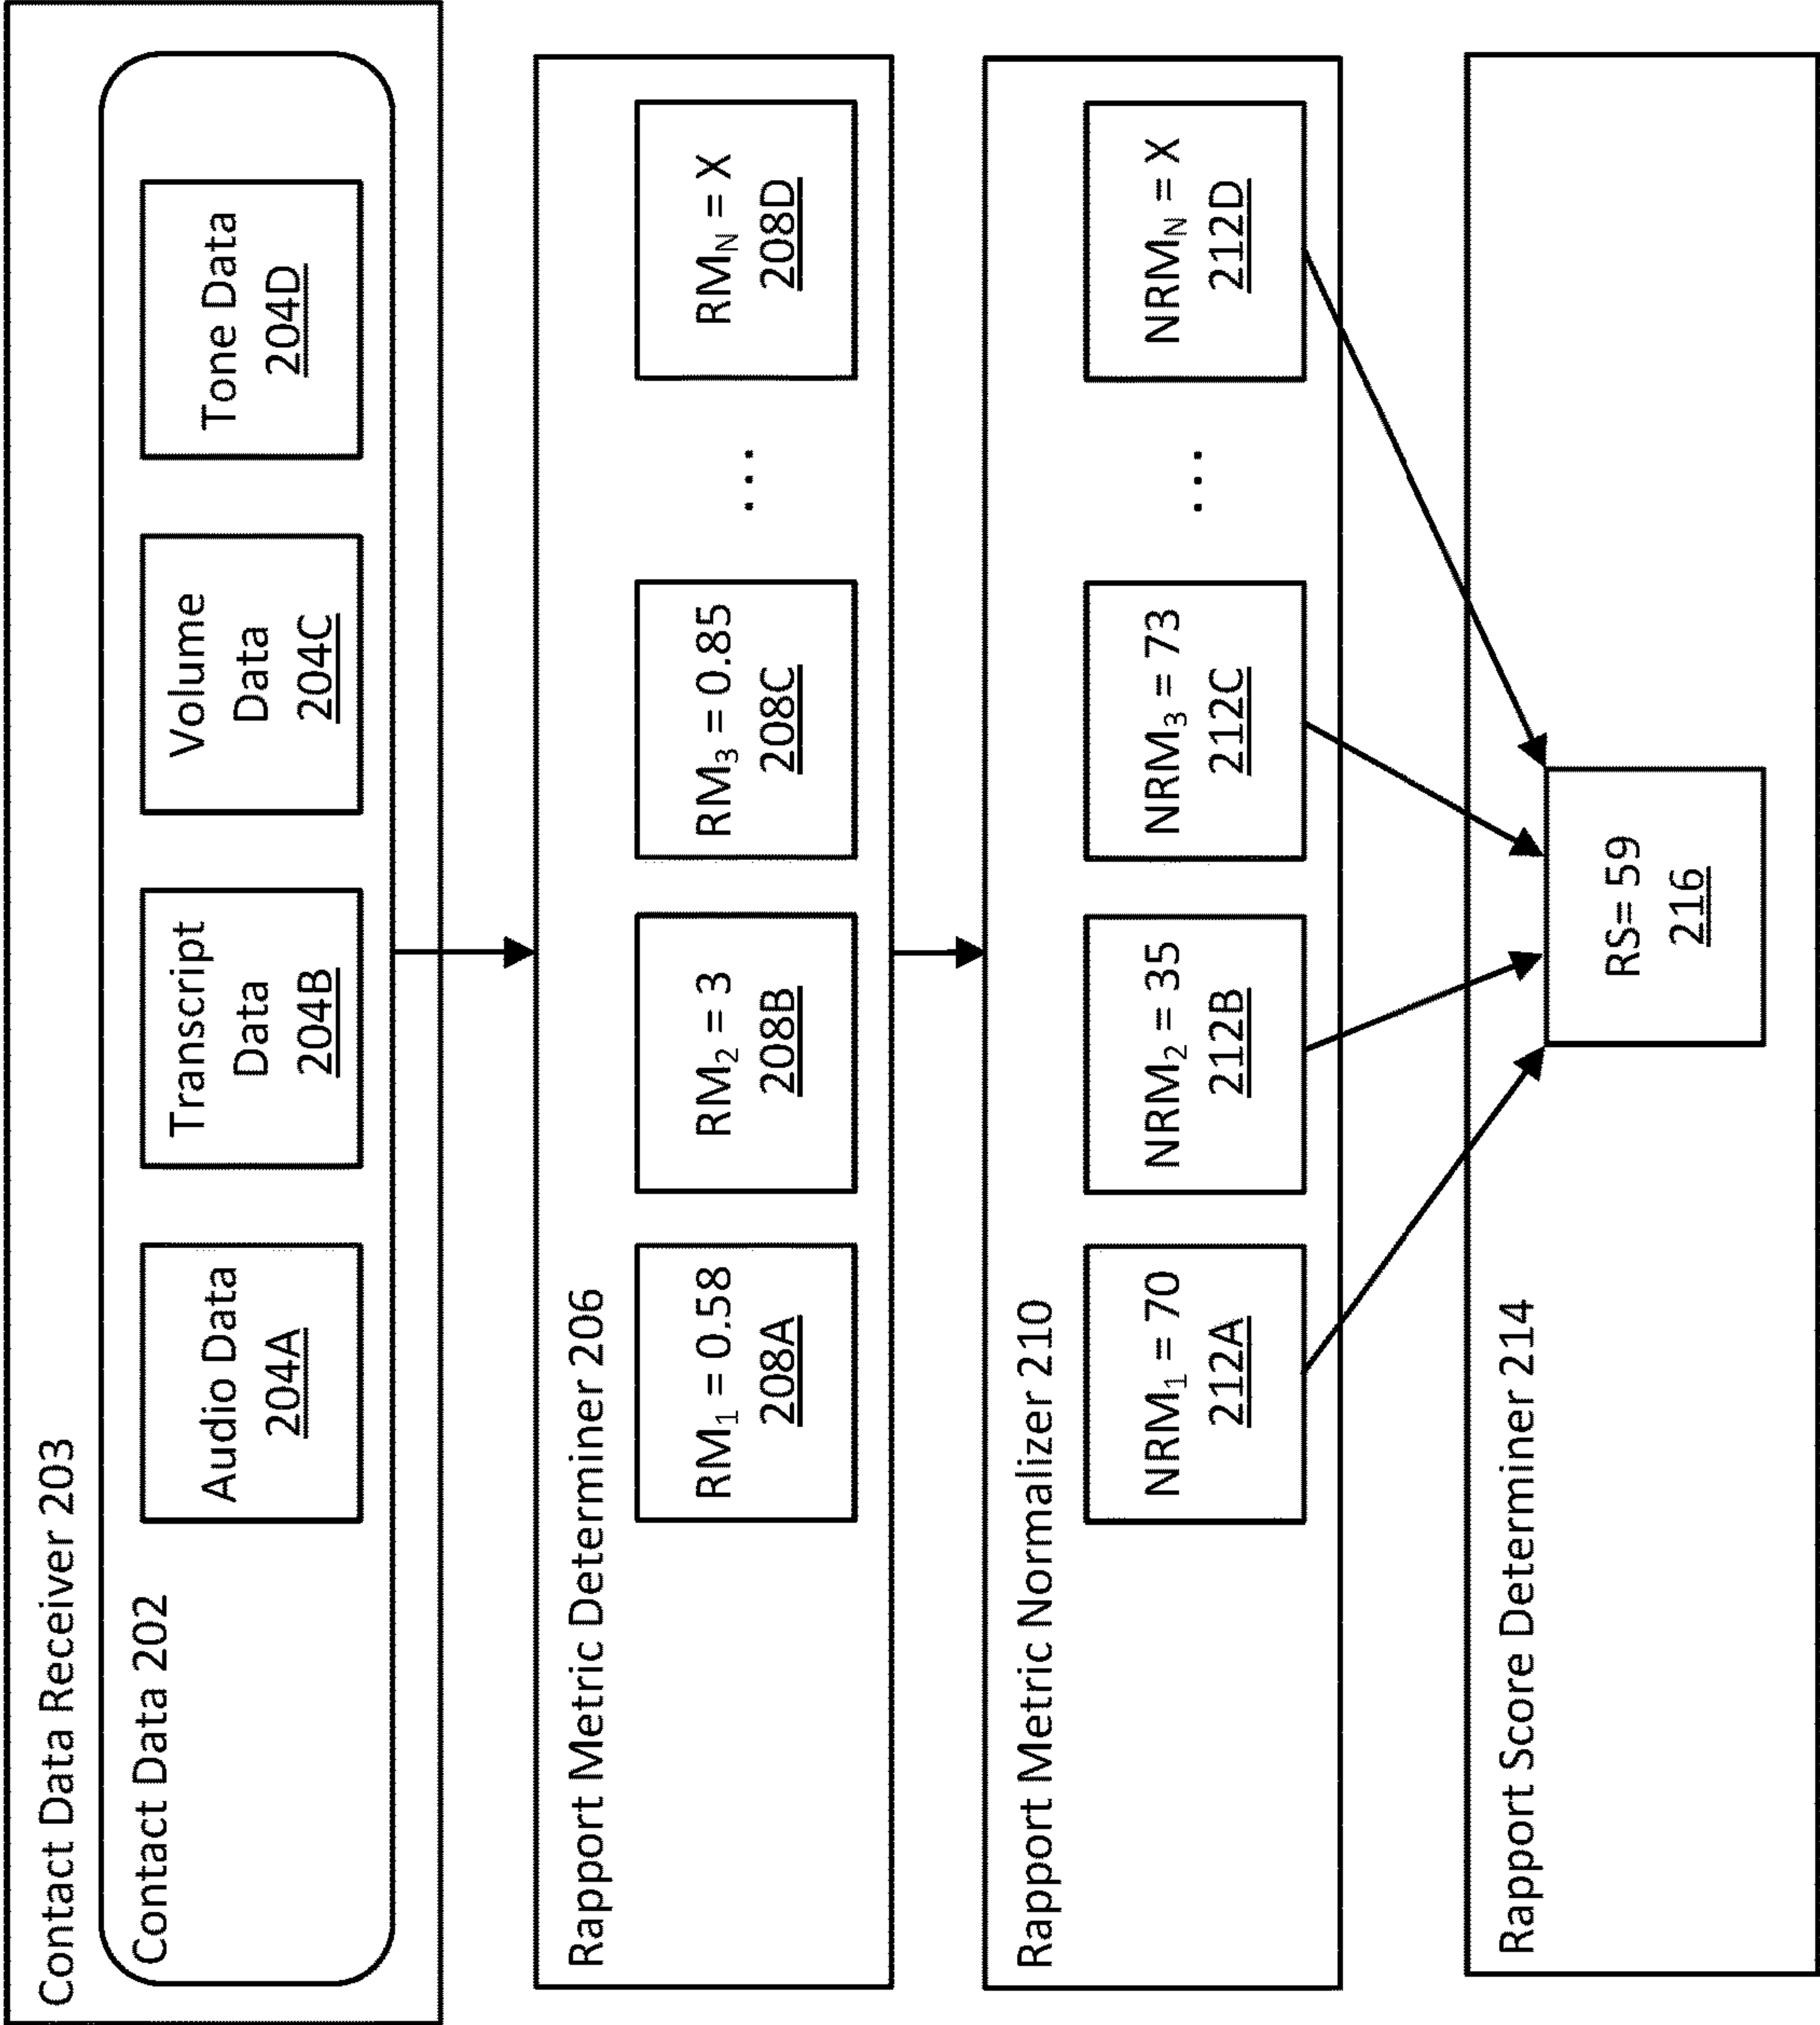 Contact Data Receiver 203
Contact Data 202
Audio Data
204A
Transcript
Data
204B
Volume
Data
204C
Tone Data
204D
Rapport Metric Determiner 206
RM₁ = 0.58
208A
RM₂ = 3
208B
RM₃ = 0.85
208C
...
RM_N = X
208D
Rapport Metric Normalizer 210
NRM₁ = 70
212A
NRM₂ = 35
212B
NRM₃ = 73
212C
...
NRM_N = X
212D
Rapport Score Determiner 214
RS= 59
216